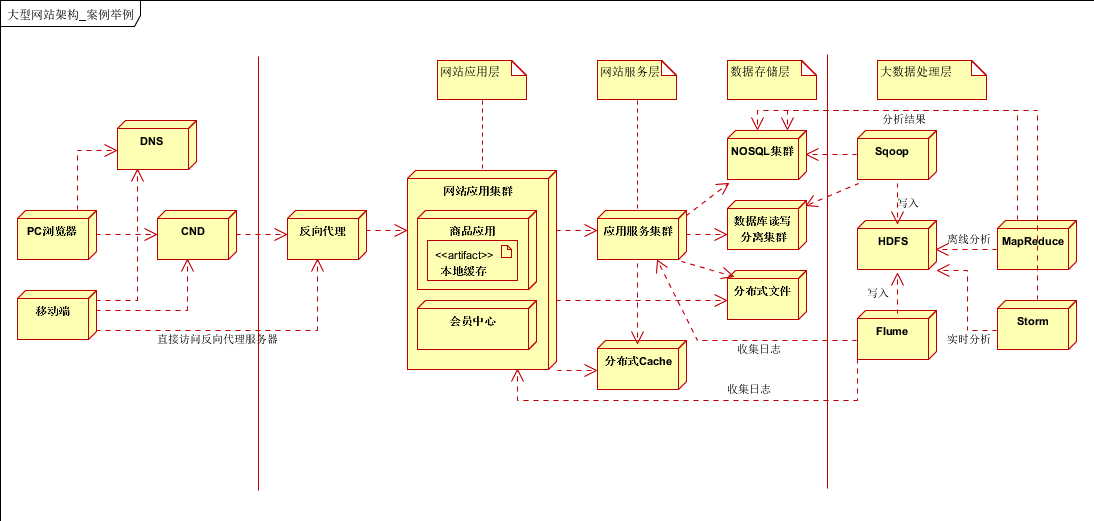 大型网站架构_案例举例
网站应用层
网站服务层
数据存储层
大数据处理层
分析结果
DNS
NOSQL集群
Sqoop
网站应用集群
写入
PC浏览器
CND
反向代理
商品应用
应用服务集群
数据库读写
分离集群
HDFS
离线分析
MapReduce
<<artifact>>
本地缓存
分布式文件
写入
移动端
会员中心
Flume
Storm
直接访问反向代理服务器
收集日志
实时分析
分布式Cache
收集日志